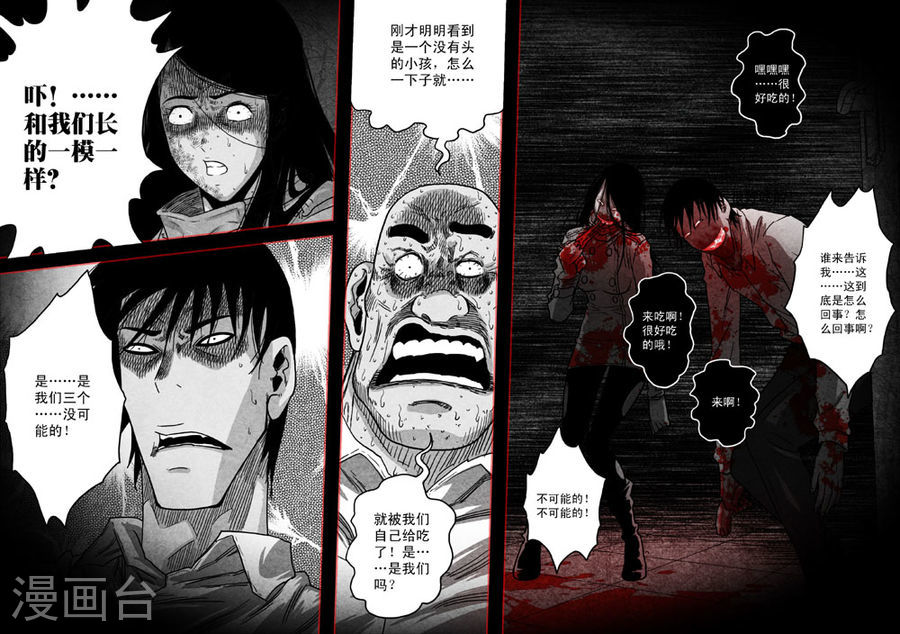 吓！……
和我们长
的一模一
样？
是……是
我们三个
……没可
能的！
刚才明明看到
是一个没有头
的小孩，怎么
一下子就……
就被我们
自己给吃
了！是…
…是我们
吗？
嘿嘿嘿
……很
好吃的！
谁来告诉
我……这
……这到
底是怎么
回事？怎
么回事啊？
来吃啊！
很好吃
的哦！
来啊！
不可能的！
不可能的！
漫画台